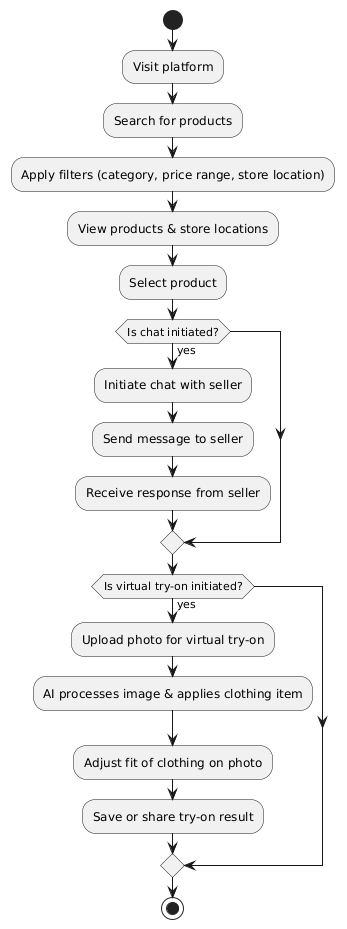 Visit platform
Search for products
Apply filters (category, price range, store location)
View products & store locations
Select product
Is chat initiated?
yes
Initiate chat with seller
Send message to seller
Receive response from seller
Is virtual try-on initiated?
yes
Upload photo for virtual try-on
AI processes image & applies clothing item
Adjust fit of clothing on photo
Save or share try-on result